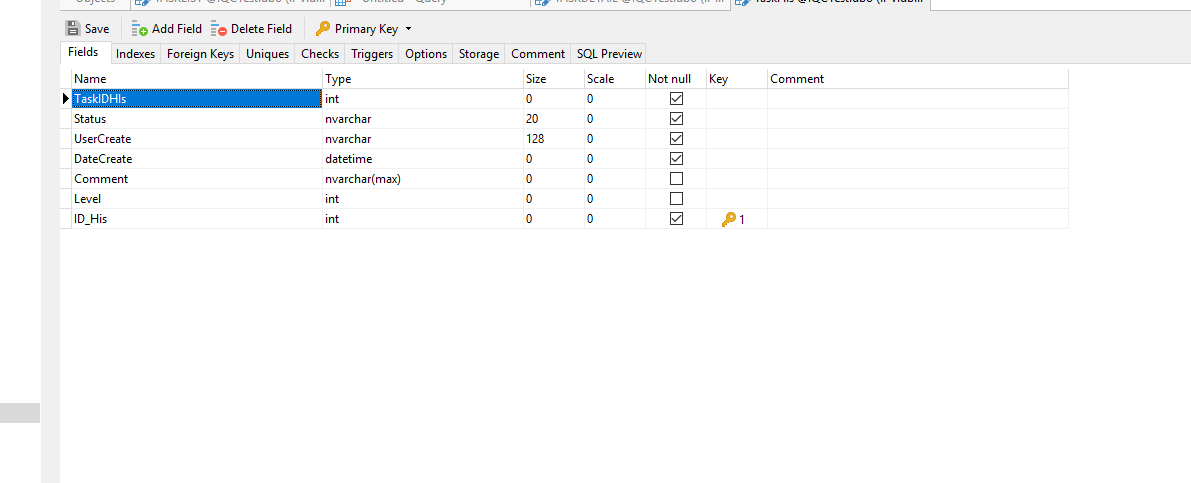 Objects
Save Add Field Delete Field Primary Key
Fields Indexes Foreign Keys Uniques Checks Triggers Options Storage Comment SQL Preview
Name Type Size Scale Not null Key Comment
TaskIDHIs int 0 0
Status nvarchar 20 0
UserCreate nvarchar 128 0
DateCreate datetime 0 0
Comment nvarchar(max) 0 0
Level int 0 0
ID_His int 0 0 1